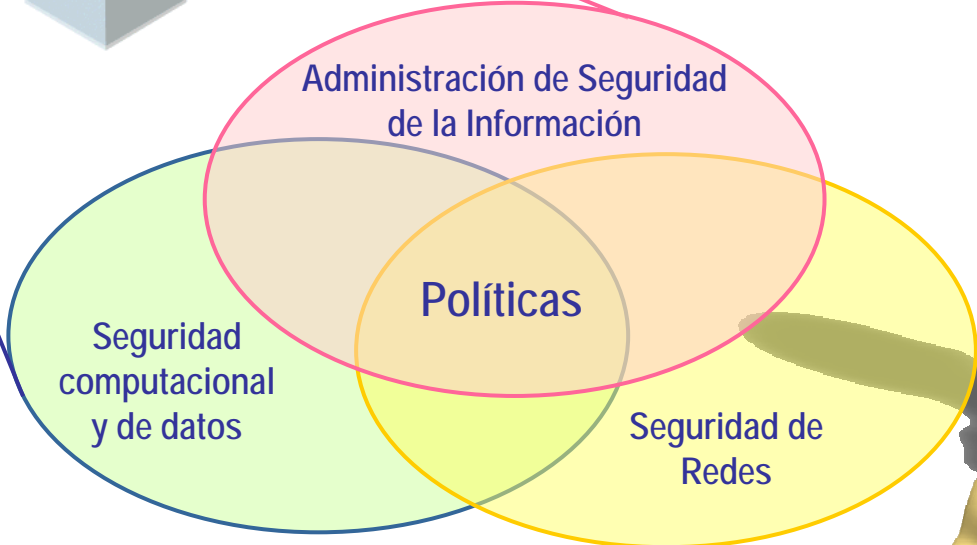 Administración de Seguridad
de la Información
Políticas
Seguridad
computacional
y de datos
Seguridad de
Redes